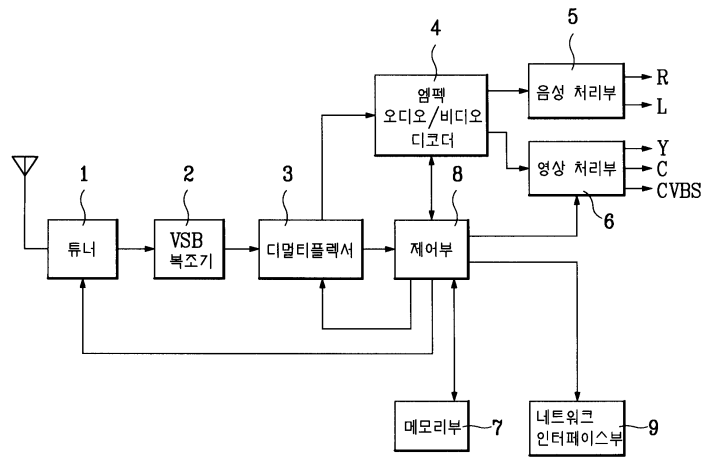 4
엠펙
오디오/비디오
디코더
5
음성 처리부
R
L
영상 처리부
Y
C
CVBS
6
1
튜너
2
VSB
복조기
3
디멀티플렉서
8
제어부
메모리부
7
네트워크
인터페이스부
9